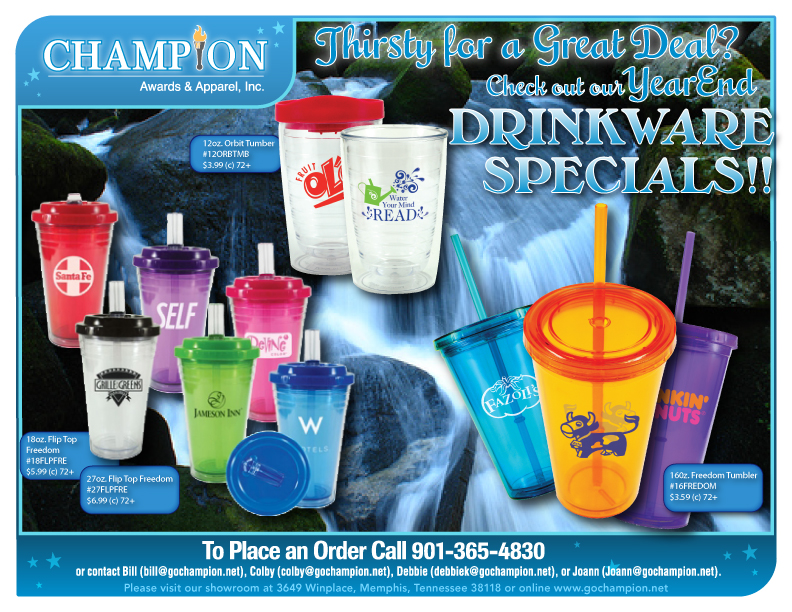 CHAMPION
Awards & Apparel, Inc.
Thirsty for a Great Deal?
Check out our YearEnd
DRINKWARE
SPECIALS!!
12oz. Orbit Tumber
#12ORBTMB
$3.99 (c) 72+
FRUIT
OL'
Water
Your Mind
READ
Santa Fe
SELF
GRILLE GREENS
JAMESON INN
W
TELS
FAZOLI'S
NKIN'
NUTS
18oz. Flip Top
Freedom
#18FLPFRE
$5.99 (c) 72+
27oz. Flip Top Freedom
#27FLPFRE
$6.99 (c) 72+
16oz. Freedom Tumbler
#16FREDOM
$3.59 (c) 72+
To Place an Order Call 901-365-4830
or contact Bill (bill@gochampion.net), Colby (colby@gochampion.net), Debbie (debbiek@gochampion.net), or Joann (Joann@gochampion.net).
Please visit our showroom at 3649 Winplace, Memphis, Tennessee 38118 or online www.gochampion.net